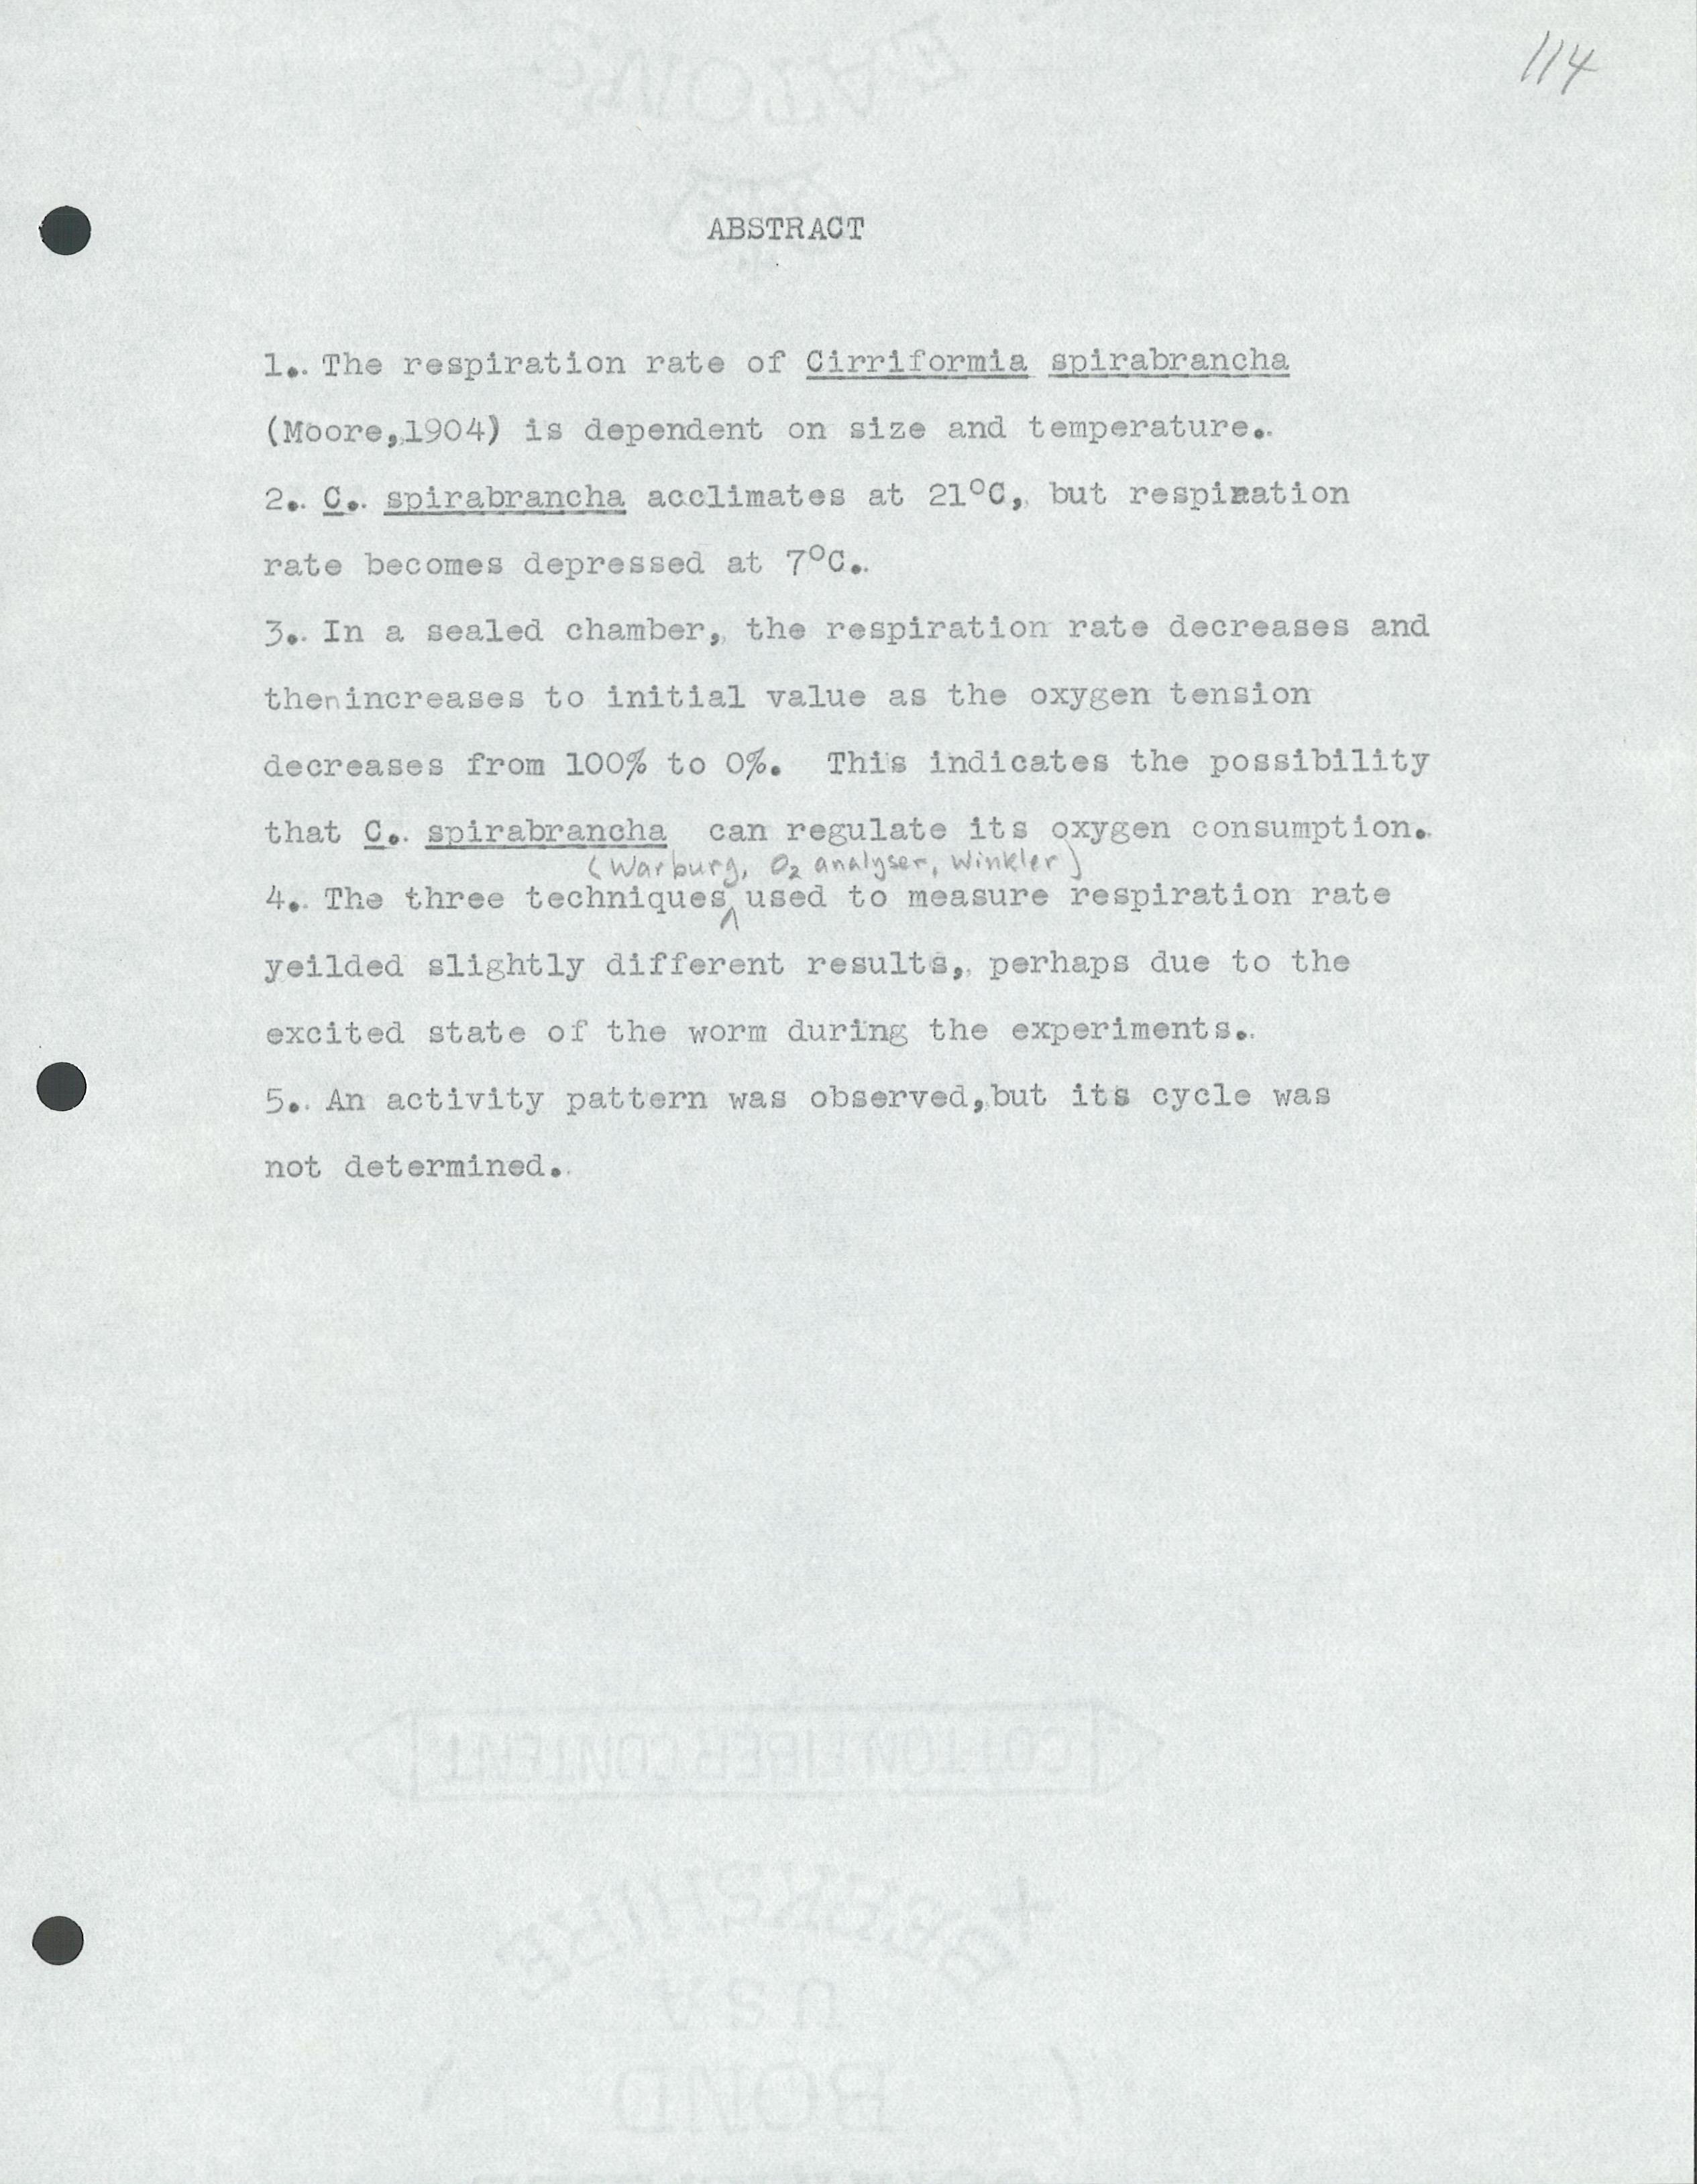 114
ABSTRACT
1. The respiration rate of Cirriformia spirabrancha
(Moore,1904) is dependent on size and temperature.
2. C. spirabrancha acclimates at 21°C, but respiration
rate becomes depressed at 7°C.
3. In a sealed chamber, the respiration rate decreases and
thenincreases to initial value as the oxygen tension
decreases from 100% to 0%. This indicates the possibility
that C. spirabrancha can regulate its oxygen consumption.
(Warburg, O₂ analyser, Winkler)
4. The three techniques used to measure respiration rate
yeilded slightly different results, perhaps due to the
excited state of the worm during the experiments.
5. An activity pattern was observed,but its cycle was
not determined.
COTTON FIBER CONTENT
BERKSHIRE
USA
BOND